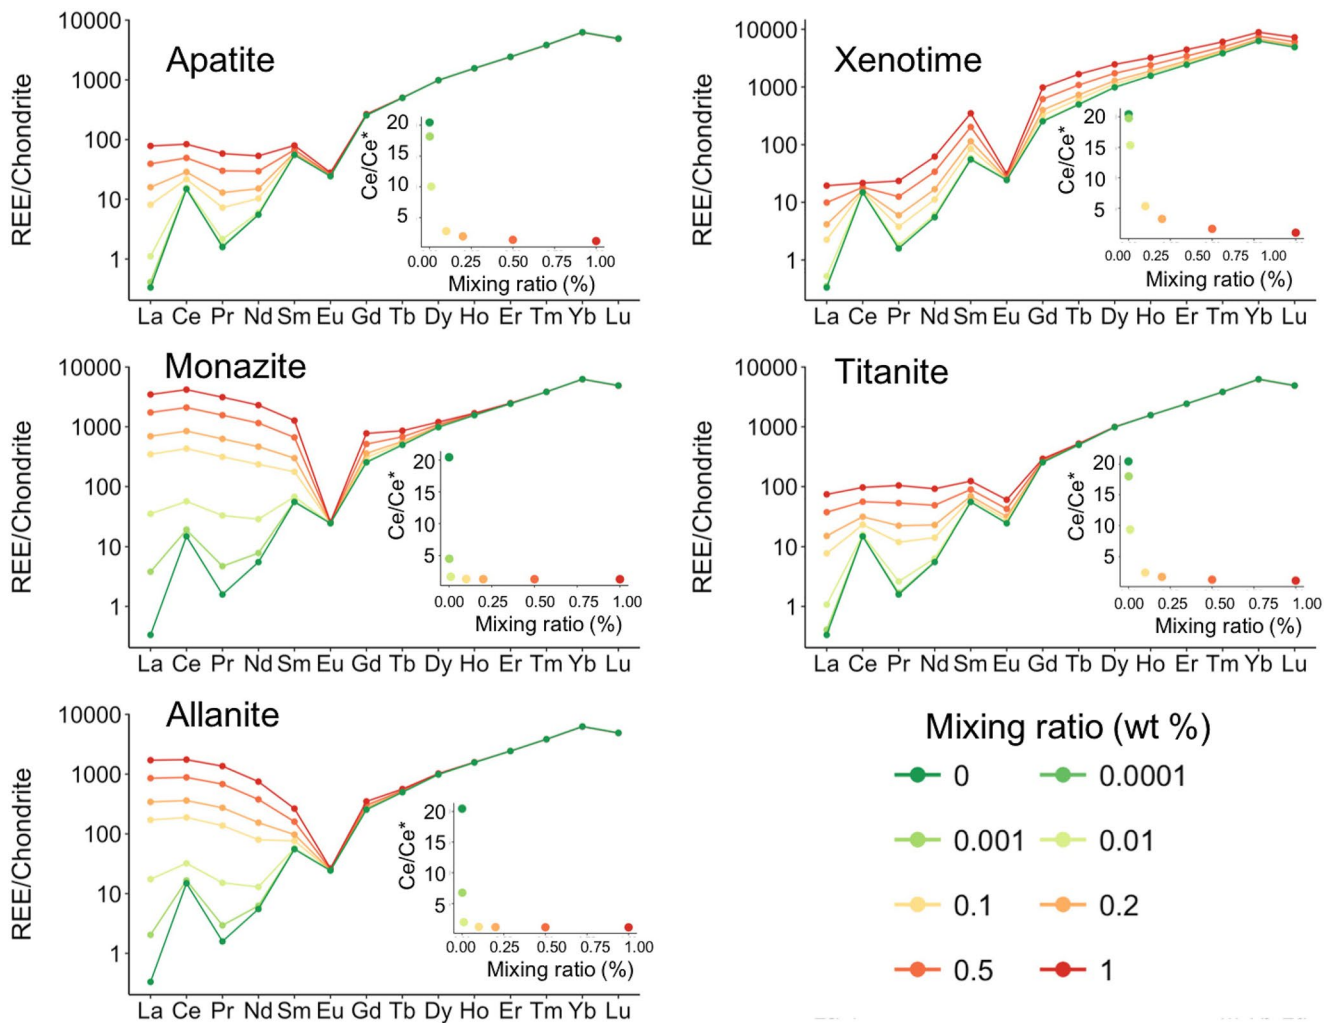 Apatite
REE/Chondrite
10000
1000
100
10
1
La Ce Pr Nd Sm Eu Gd Tb Dy Ho Er Tm Yb Lu
Ce/Ce*
20
15
10
5
0.00 0.25 0.50 0.75 1.00
Mixing ratio (%)
Xenotime
REE/Chondrite
10000
1000
100
10
1
La Ce Pr Nd Sm Eu Gd Tb Dy Ho Er Tm Yb Lu
Ce/Ce*
20
15
10
5
0.00 0.25 0.50 0.75 1.00
Mixing ratio (%)
Monazite
REE/Chondrite
10000
1000
100
10
1
La Ce Pr Nd Sm Eu Gd Tb Dy Ho Er Tm Yb Lu
Ce/Ce*
20
15
10
5
0.00 0.25 0.50 0.75 1.00
Mixing ratio (%)
Titanite
REE/Chondrite
10000
1000
100
10
1
La Ce Pr Nd Sm Eu Gd Tb Dy Ho Er Tm Yb Lu
Ce/Ce*
20
15
10
5
0.00 0.25 0.50 0.75 1.00
Mixing ratio (%)
Allanite
REE/Chondrite
10000
1000
100
10
1
La Ce Pr Nd Sm Eu Gd Tb Dy Ho Er Tm Yb Lu
Ce/Ce*
20
15
10
5
0.00 0.25 0.50 0.75 1.00
Mixing ratio (%)
Mixing ratio (wt %)
0 0.0001
0.001 0.01
0.1 0.2
0.5 1